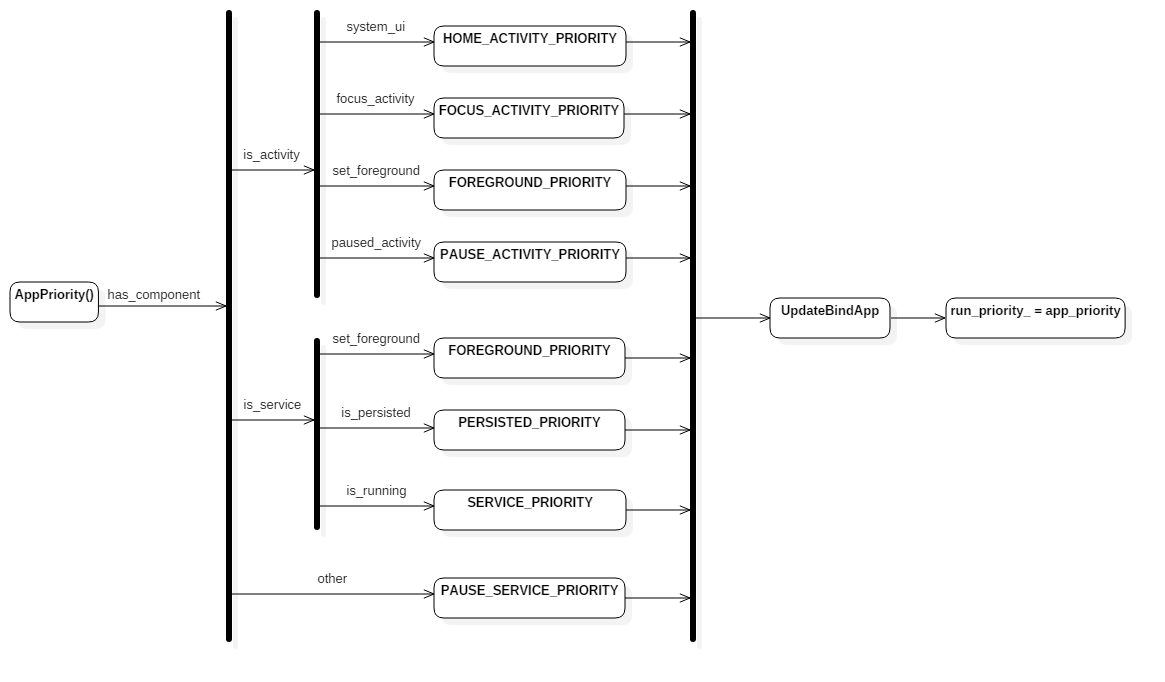 system_ui
HOME_ACTIVITY_PRIORITY
focus_activity
FOCUS_ACTIVITY_PRIORITY
is_activity
set_foreground
FOREGROUND_PRIORITY
paused_activity
PAUSE_ACTIVITY_PRIORITY
AppPriority()
has_component
UpdateBindApp
run_priority_ = app_priority
set_foreground
FOREGROUND_PRIORITY
is_service
is_persisted
PERSISTED_PRIORITY
is_running
SERVICE_PRIORITY
other
PAUSE_SERVICE_PRIORITY